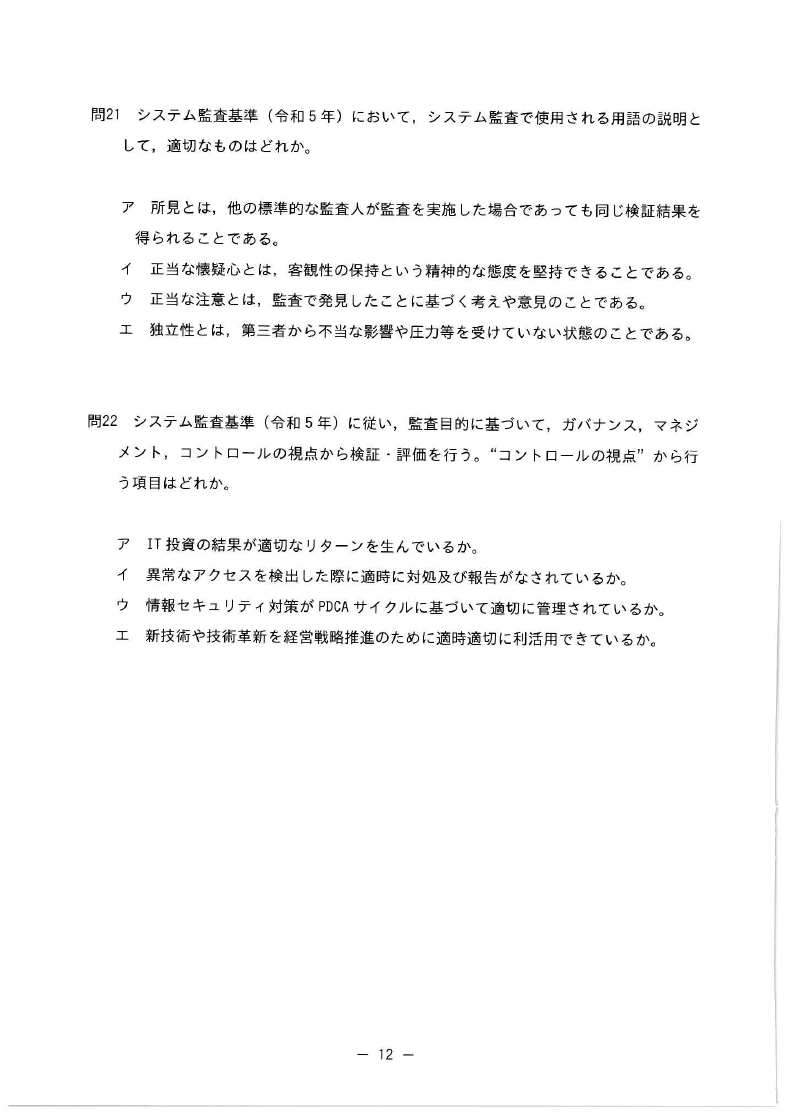 問21 システム監査基準（令和５年）において，システム監査で使用される用語の説明と
して，適切なものはどれか。
ア 所見とは，他の標準的な監査人が監査を実施した場合であっても同じ検証結果を
得られることである。
イ 正当な懐疑心とは，客観性の保持という精神的な態度を堅持できることである。
ウ 正当な注意とは，監査で発見したことに基づく考えや意見のことである。
エ 独立性とは，第三者から不当な影響や圧力等を受けていない状態のことである。
問22 システム監査基準（令和５年）に従い，監査目的に基づいて，ガバナンス，マネジ
メント，コントロールの視点から検証・評価を行う。“コントロールの視点”から行
う項目はどれか。
ア IT投資の結果が適切なリターンを生んでいるか。
イ 異常なアクセスを検出した際に適時に対処及び報告がなされているか。
ウ 情報セキュリティ対策がPDCAサイクルに基づいて適切に管理されているか。
エ 新技術や技術革新を経営戦略推進のために適時適切に利活用できているか。
－ 12 －